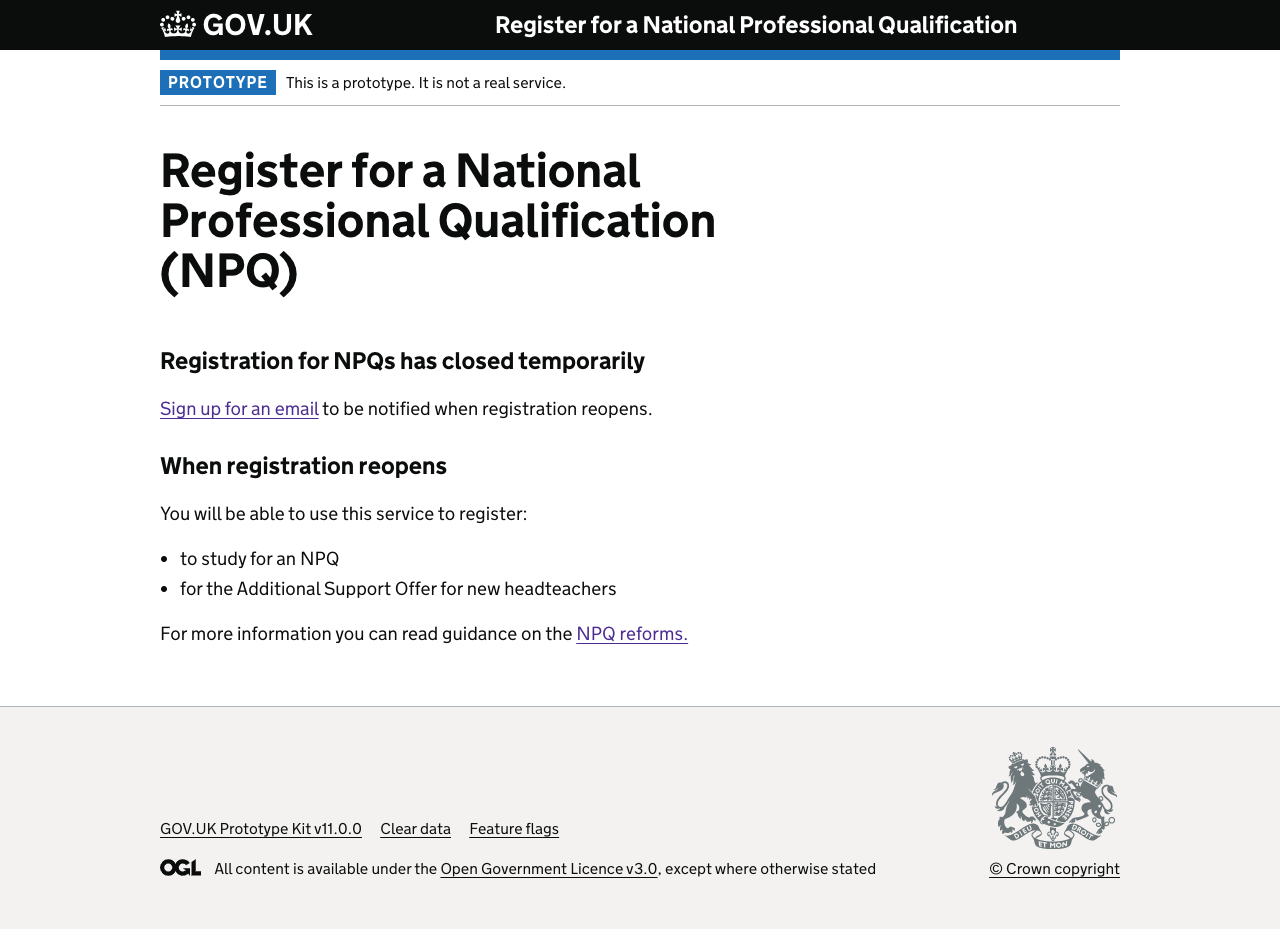 GOV.UK
Register for a National Professional Qualification
PROTOTYPE
This is a prototype. It is not a real service.
Register for a National
Professional Qualification
(NPQ)
Registration for NPQs has closed temporarily
Sign up for an email to be notified when registration reopens.
When registration reopens
You will be able to use this service to register:
• to study for an NPQ
• for the Additional Support Offer for new headteachers
For more information you can read guidance on the NPQ reforms.
GOV.UK Prototype Kit v11.0.0 Clear data Feature flags
OGL All content is available under the Open Government Licence v3.0, except where otherwise stated
DIEU ET MON DROIT
© Crown copyright